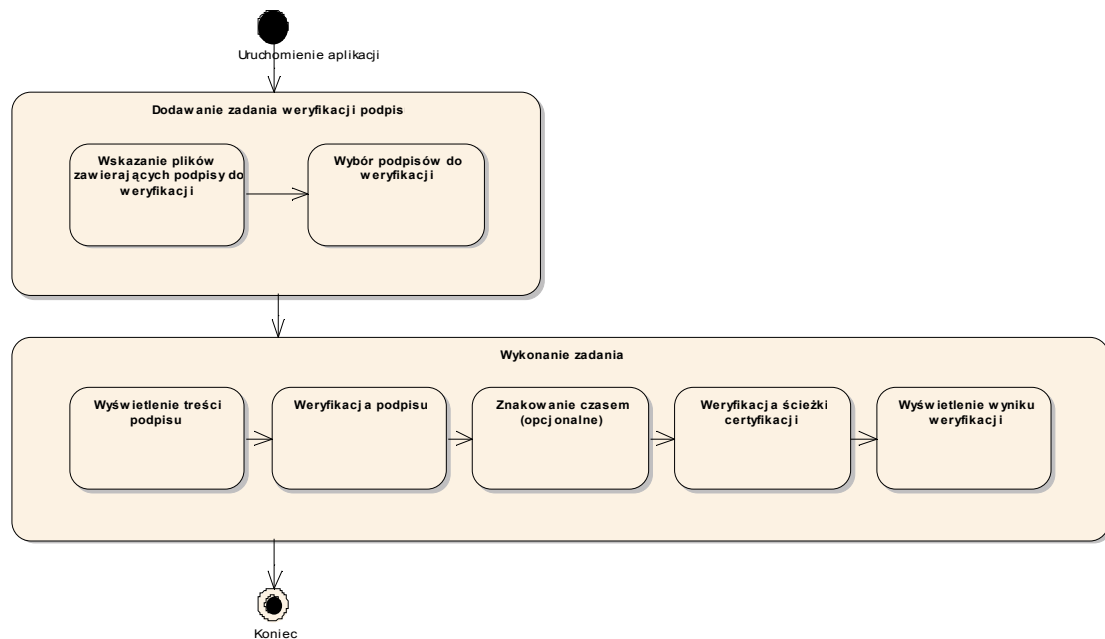 Uruchomienie aplikacji
Dodawanie zadania weryfikacji podpis
Wskazanie plików
zawierających podpisy do
weryfikacji
Wybór podpisów do
weryfikacji
Wykonanie zadania
Wyświetlenie treści
podpisu
Weryfikacja podpisu
Znakowanie czasem
(opcjonalne)
Weryfikacja ścieżki
certyfikacji
Wyświetlenie wyniku
weryfikacji
Koniec